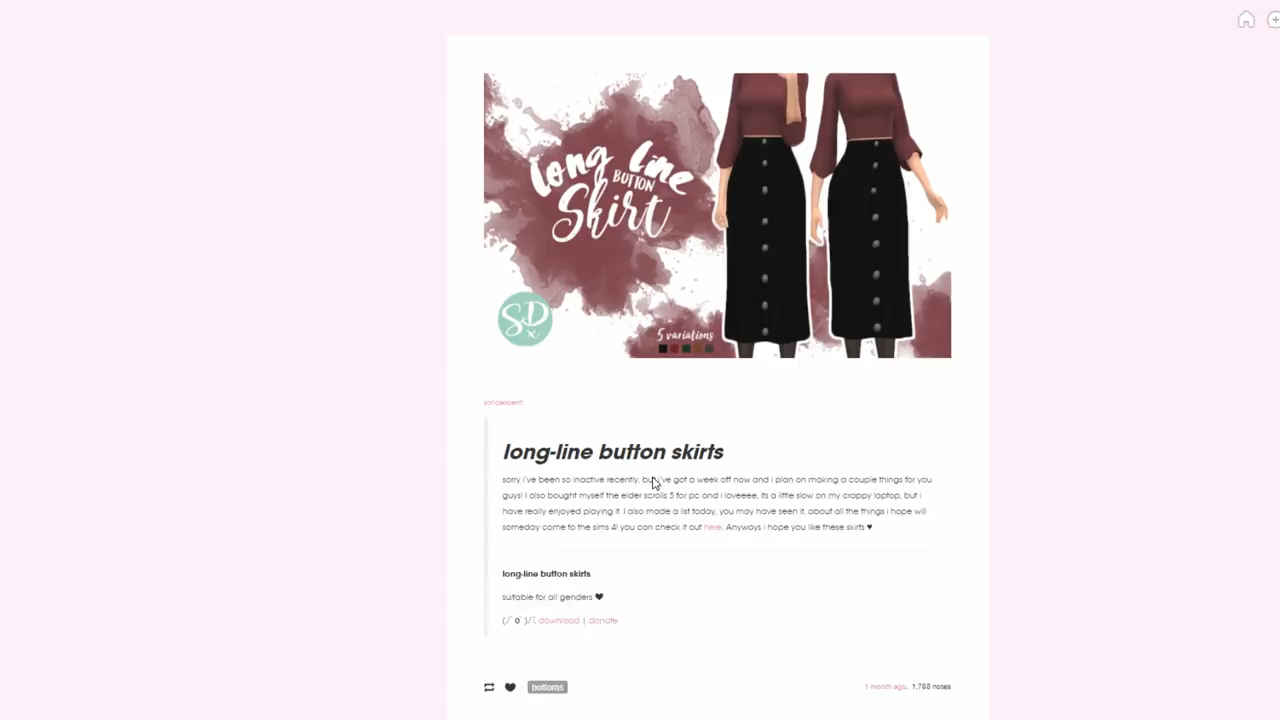 long line
BUTTON
Skirt
SD
x
5 variations
sondescent:
long-line button skirts
sorry i've been so inactive recently, but i've got a week off now and i plan on making a couple things for you
guys! I also bought myself the elder scrolls 5 for pc and i loveeee, its a little slow on my crappy laptop, but i
have really enjoyed playing it. I also made a list today, you may have seen it, about all the things i hope will
someday come to the sims 4! you can check it out here. Anyways i hope you like these skirts ♥
long-line button skirts
suitable for all genders ♥
download | donate
bottoms
1 month ago, 1,788 notes